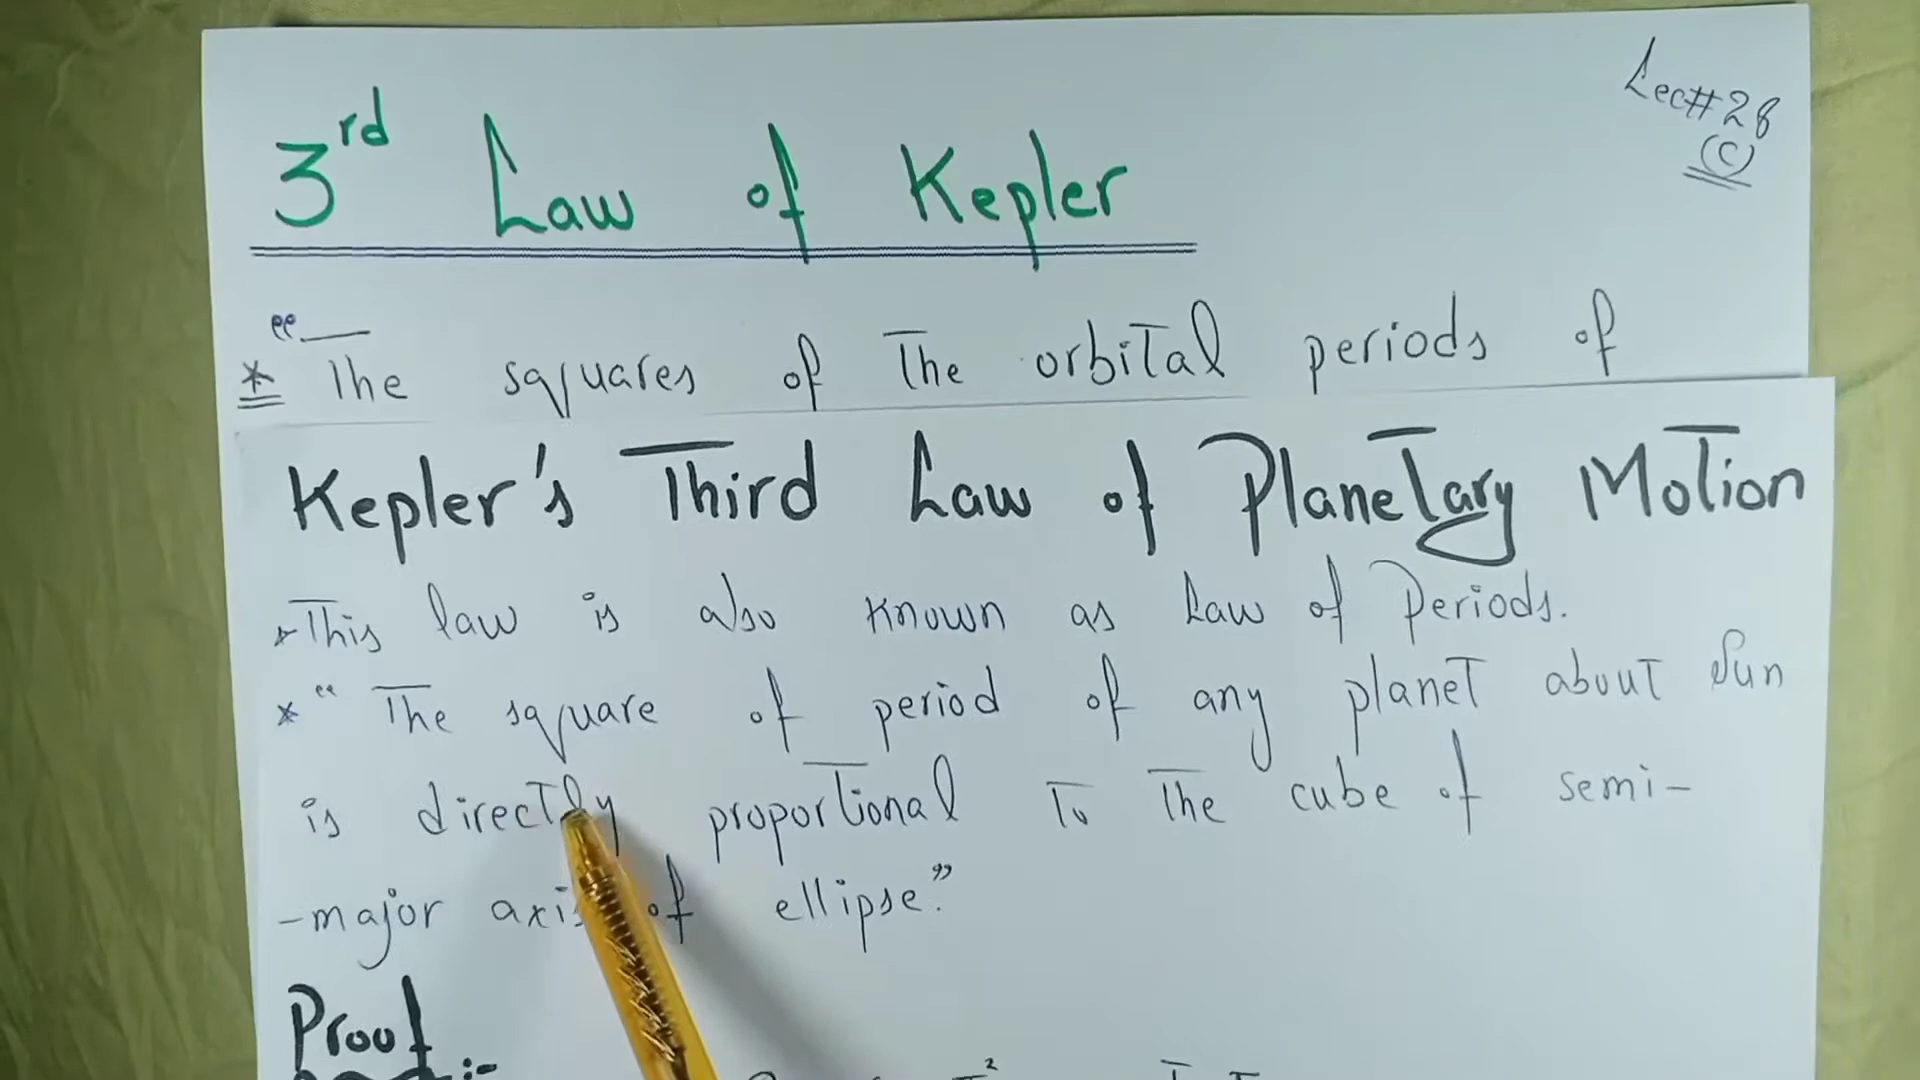 Lec#28
(C)
3rd Law of Kepler
* "The squares of The orbital periods of
Kepler's Third Law of Planetary Motion
*This law is also known as Law of Periods.
* "The square of period of any planet about Sun
is directly proportional To The cube of semi-
-major axis of ellipse."
Proof:-